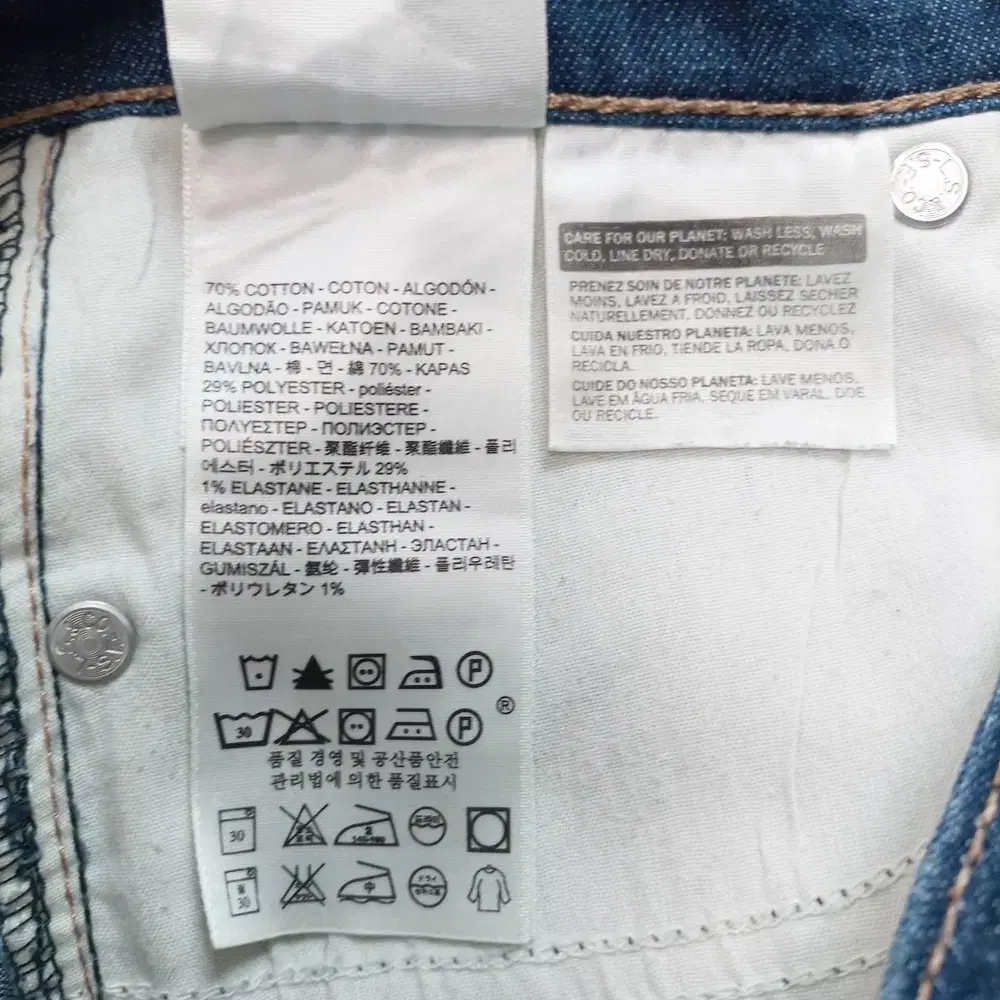 70% COTTON - COTON - ALGODÓN -
ALGODÃO - PAMUK - COTONE -
BAUMWOLLE - KATOEN - BAMBAKI -
ХЛОПОК - BAWEŁNA - PAMUT -
BAVLNA - 棉 - 면 - 綿 70% - KAPAS
29% POLYESTER - poliéster -
POLIESTER - POLIESTERE -
ΠΟΛΥΕΣΤΕΡ - ПОЛИЭСТЕР -
POLIÉSZTER - 聚酯纤维 - 聚酯纖維 - 폴리
에스터 - ポリエステル 29%
1% ELASTANE - ELASTHANNE -
elastano - ELASTANO - ELASTAN -
ELASTOMERO - ELASTHAN -
ELASTAAN - ΕΛΑΣΤΑΝΗ - ЭЛАСТАН -
GUMISZÁL - 氨纶 - 彈性纖維 - 폴리우레탄
- ポリウレタン 1%
P
®
30 P
품질 경영 및 공산품안전
관리법에 의한 품질표시
30
30 中 ドライ
CARE FOR OUR PLANET: WASH LESS, WASH
COLD, LINE DRY, DONATE OR RECYCLE
PRENEZ SOIN DE NOTRE PLANETE: LAVEZ
MOINS, LAVEZ A FROID, LAISSEZ SECHER
NATURELLEMENT, DONNEZ OU RECYCLEZ
CUIDA NUESTRO PLANETA: LAVA MENOS,
LAVA EN FRIO, TIENDE LA ROPA, DONA O
RECICLA.
CUIDE DO NOSSO PLANETA: LAVE MENOS,
LAVE EM ÁGUA FRIA, SEQUE EM VARAL, DOE
OU RECICLE.